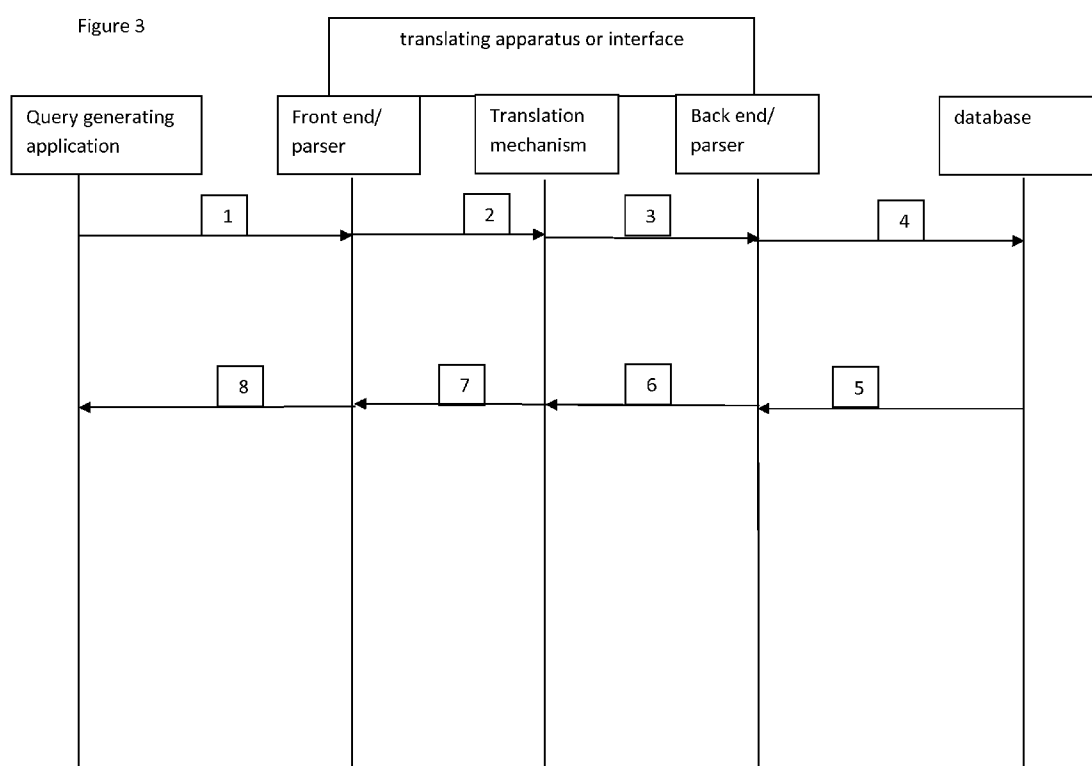 Figure 3
translating apparatus or interface
Query generating
application
Front end/
parser
Translation
mechanism
Back end/
parser
database
1
2
3
4
8
7
6
5